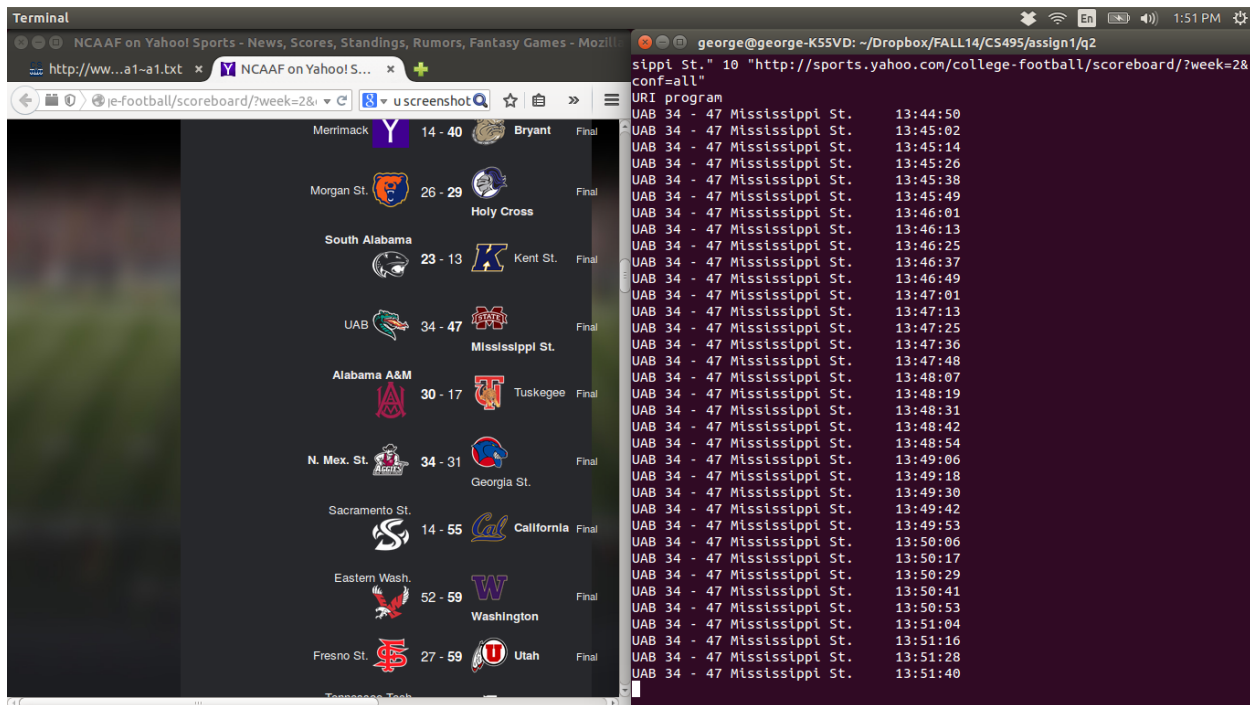 Terminal
En
1:51 PM
NCAAF on Yahoo! Sports - News, Scores, Standings, Rumors, Fantasy Games - Mozill
http://ww...a1~a1.txt
NCAAF on Yahoo! S...
e-football/scoreboard/?week=2&
u screenshot
Merrimack 14 - 40 Bryant Final
Morgan St. 26 - 29 Final
Holy Cross
South Alabama
23 - 13 Kent St. Final
UAB 34 - 47 Final
STATE
Mississippi St.
Alabama A&M
30 - 17 Tuskegee Final
N. Mex. St. 34 - 31 Final
AGGIES
Georgia St.
Sacramento St.
14 - 55 Cal California Final
Eastern Wash.
52 - 59 W Final
Washington
Fresno St. 27 - 59 U Utah Final
Tennessee Tech
george@george-K55VD: ~/Dropbox/FALL14/CS495/assign1/q2
sippi St." 10 "http://sports.yahoo.com/college-football/scoreboard/?week=2&
conf=all"
URI program
UAB 34 - 47 Mississippi St. 13:44:50
UAB 34 - 47 Mississippi St. 13:45:02
UAB 34 - 47 Mississippi St. 13:45:14
UAB 34 - 47 Mississippi St. 13:45:26
UAB 34 - 47 Mississippi St. 13:45:38
UAB 34 - 47 Mississippi St. 13:45:49
UAB 34 - 47 Mississippi St. 13:46:01
UAB 34 - 47 Mississippi St. 13:46:13
UAB 34 - 47 Mississippi St. 13:46:25
UAB 34 - 47 Mississippi St. 13:46:37
UAB 34 - 47 Mississippi St. 13:46:49
UAB 34 - 47 Mississippi St. 13:47:01
UAB 34 - 47 Mississippi St. 13:47:13
UAB 34 - 47 Mississippi St. 13:47:25
UAB 34 - 47 Mississippi St. 13:47:36
UAB 34 - 47 Mississippi St. 13:47:48
UAB 34 - 47 Mississippi St. 13:48:07
UAB 34 - 47 Mississippi St. 13:48:19
UAB 34 - 47 Mississippi St. 13:48:31
UAB 34 - 47 Mississippi St. 13:48:42
UAB 34 - 47 Mississippi St. 13:48:54
UAB 34 - 47 Mississippi St. 13:49:06
UAB 34 - 47 Mississippi St. 13:49:18
UAB 34 - 47 Mississippi St. 13:49:30
UAB 34 - 47 Mississippi St. 13:49:42
UAB 34 - 47 Mississippi St. 13:49:53
UAB 34 - 47 Mississippi St. 13:50:06
UAB 34 - 47 Mississippi St. 13:50:17
UAB 34 - 47 Mississippi St. 13:50:29
UAB 34 - 47 Mississippi St. 13:50:41
UAB 34 - 47 Mississippi St. 13:50:53
UAB 34 - 47 Mississippi St. 13:51:04
UAB 34 - 47 Mississippi St. 13:51:16
UAB 34 - 47 Mississippi St. 13:51:28
UAB 34 - 47 Mississippi St. 13:51:40